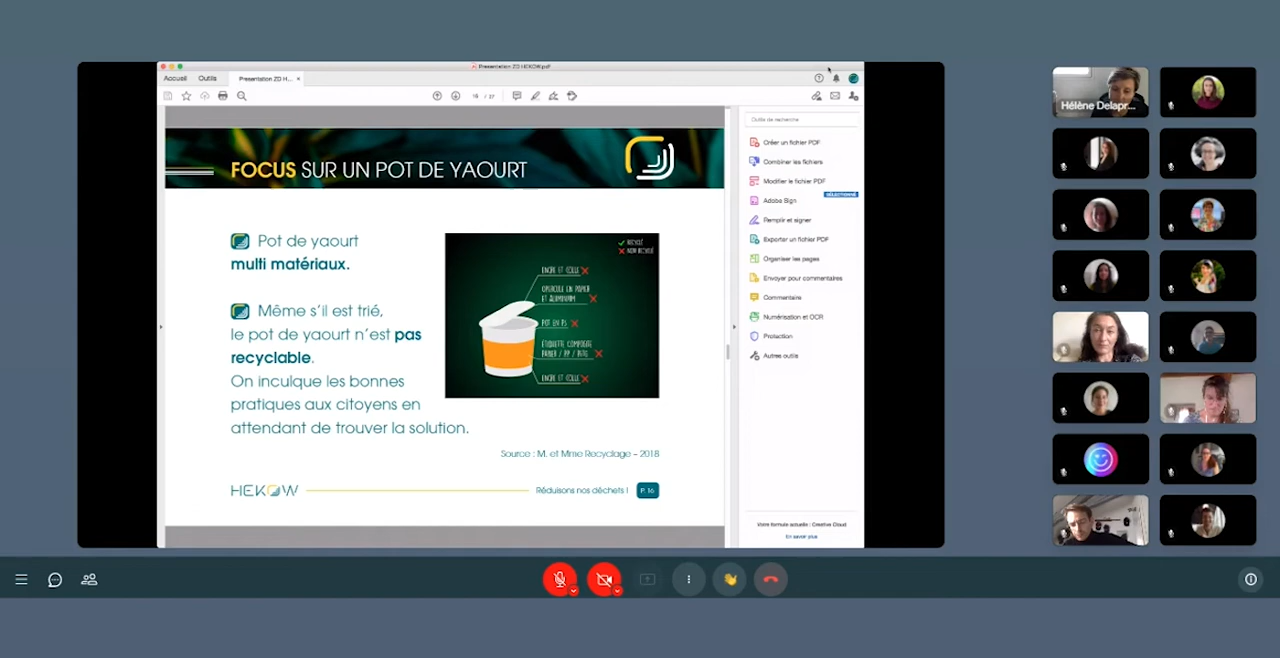 Presentation ZD HEKOW.pdf
Accueil Outils Presentation ZD H... ×
16 / 27
FOCUS SUR UN POT DE YAOURT
Pot de yaourt
multi matériaux.
Même s'il est trié,
le pot de yaourt n'est pas
recyclable.
On inculque les bonnes
pratiques aux citoyens en
attendant de trouver la solution.
RECYCLÉ
NON RECYCLÉ
ENCRE ET COLLE
OPERCULE EN PAPIER
ET ALUMINIUM
POT EN PS
ÉTIQUETTE COMPOSITE
PAPIER / PP / PETG
ENCRE ET COLLE
Source : M. et Mme Recyclage – 2018
HEKOW
Réduisons nos déchets !
P. 16
Outils de recherche
Créer un fichier PDF
Combiner les fichiers
Modifier le fichier PDF
Adobe Sign
Remplir et signer
Exporter un fichier PDF
Organiser les pages
Envoyer pour commentaires
Commentaire
Numérisation et OCR
Protection
Autres outils
Votre formule actuelle : Creative Cloud
En savoir plus
Hélène Delapr...